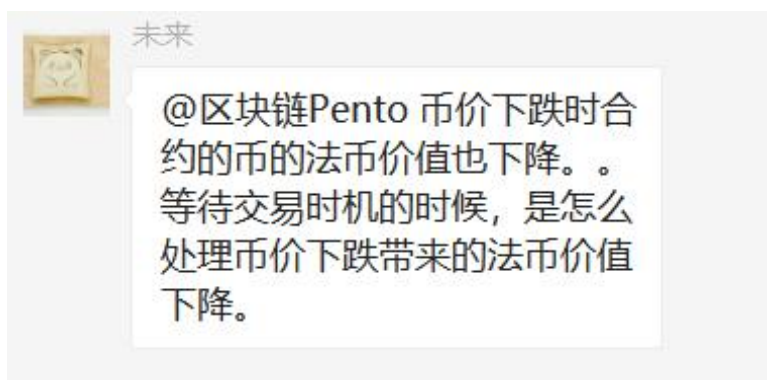 未来
@区块链Pento 币价下跌时合
约的币的法币价值也下降。。
等待交易时机的时候，是怎么
处理币价下跌带来的法币价值
下降。